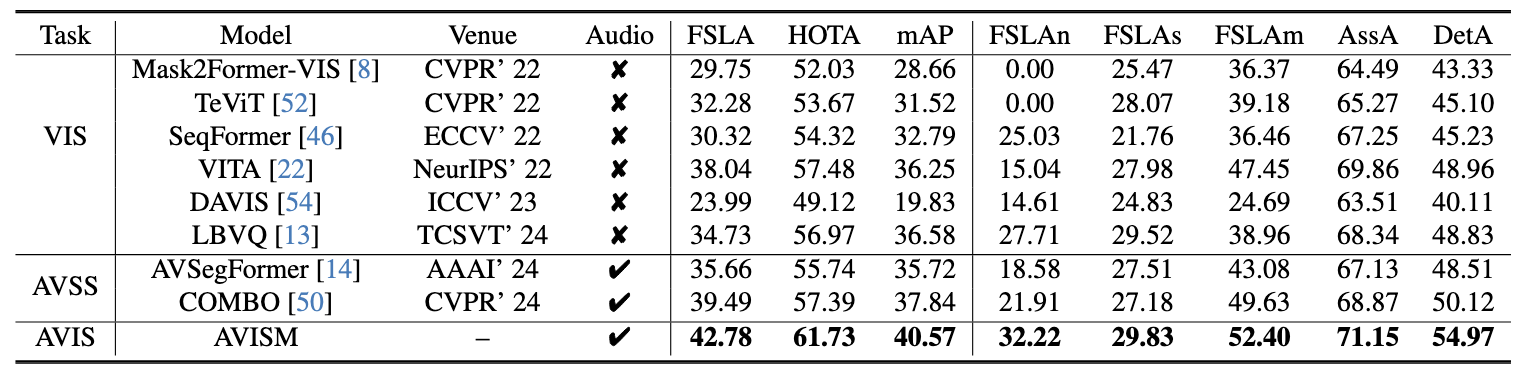 Task Model Venue Audio FSLA HOTA mAP FSLAn FSLAs FSLAm AssA DetA
Mask2Former-VIS [8] CVPR’ 22 ✘ 29.75 52.03 28.66 0.00 25.47 36.37 64.49 43.33
TeViT [52] CVPR’ 22 ✘ 32.28 53.67 31.52 0.00 28.07 39.18 65.27 45.10
VIS SeqFormer [46] ECCV’ 22 ✘ 30.32 54.32 32.79 25.03 21.76 36.46 67.25 45.23
VITA [22] NeurIPS’ 22 ✘ 38.04 57.48 36.25 15.04 27.98 47.45 69.86 48.96
DAVIS [54] ICCV’ 23 ✘ 23.99 49.12 19.83 14.61 24.83 24.69 63.51 40.11
LBVQ [13] TCSVT’ 24 ✘ 34.73 56.97 36.58 27.71 29.52 38.96 68.34 48.83
AVSS AVSegFormer [14] AAAI’ 24 ✔ 35.66 55.74 35.72 18.58 27.51 43.08 67.13 48.51
COMBO [50] CVPR’ 24 ✔ 39.49 57.39 37.84 21.91 27.18 49.63 68.87 50.12
AVIS AVISM – ✔ 42.78 61.73 40.57 32.22 29.83 52.40 71.15 54.97